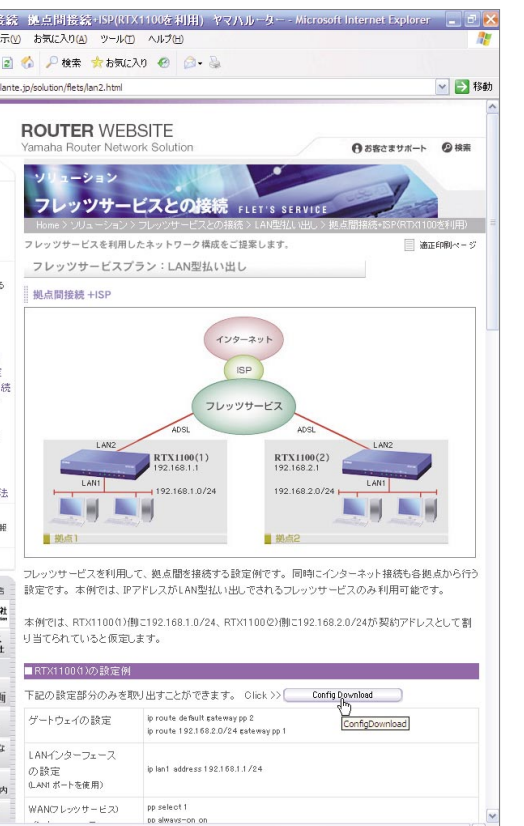 接続 拠点間接続+ISP(RTX1100を利用) ヤマハルーター - Microsoft Internet Explorer
示(V) お気に入り(A) ツール(T) ヘルプ(H)
検索 お気に入り
lante.jp/solution/flets/lan2.html 移動
ROUTER WEBSITE
Yamaha Router Network Solution
お客さまサポート 検索
ソリューション
フレッツサービスとの接続 FLET'S SERVICE
Home > ソリューション > フレッツサービスとの接続 > LAN型払い出し > 拠点間接続+ISP(RTX1100を利用)
フレッツサービスを利用したネットワーク構成をご提案します。
適正印刷ページ
フレッツサービスプラン:LAN型払い出し
拠点間接続 +ISP
インターネット
ISP
フレッツサービス
ADSL ADSL
LAN2 LAN2
RTX1100(1) RTX1100(2)
192.168.1.1 192.168.2.1
LAN1 LAN1
192.168.1.0/24 192.168.2.0/24
拠点1 拠点2
フレッツサービスを利用して、拠点間を接続する設定例です。同時にインターネット接続も各拠点から行う
設定です。本例では、IPアドレスがLAN型払い出しできるフレッツサービスのみ利用可能です。
本例では、RTX1100(1)側に192.168.1.0/24、RTX1100(2)側に192.168.2.0/24が契約アドレスとして割
り当てられていると仮定します。
■RTX1100(1)の設定例
下記の設定部分のみを取り出すことができます。 Click >> Config Download
ConfigDownload
ゲートウェイの設定
ip route default gateway pp 2
ip route 192.168.2.0/24 gateway pp 1
LANインターフェース
の設定
(LAN1 ポートを使用)
ip lan1 address 192.168.1.1/24
WAN(フレッツサービス)
pp select 1
pp always-on on